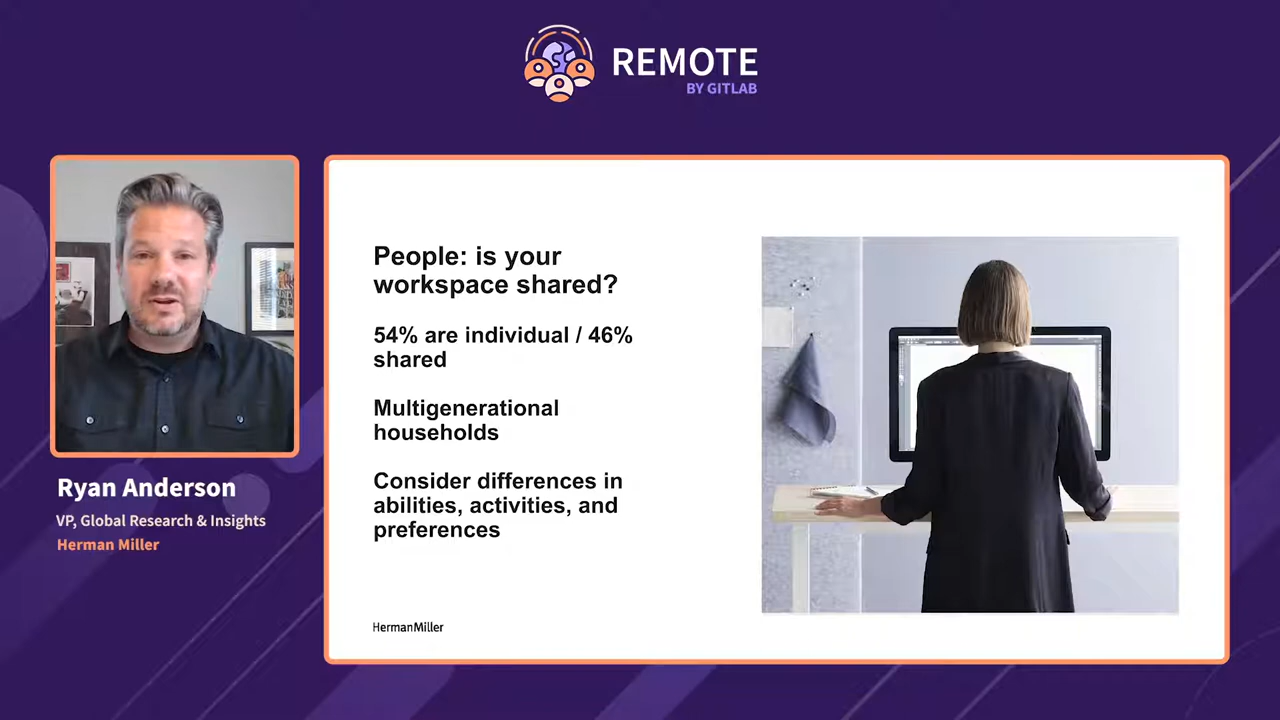 REMOTE
BY GITLAB
People: is your
workspace shared?
54% are individual / 46%
shared
Multigenerational
households
Consider differences in
abilities, activities, and
preferences
HermanMiller
Ryan Anderson
VP, Global Research & Insights
Herman Miller